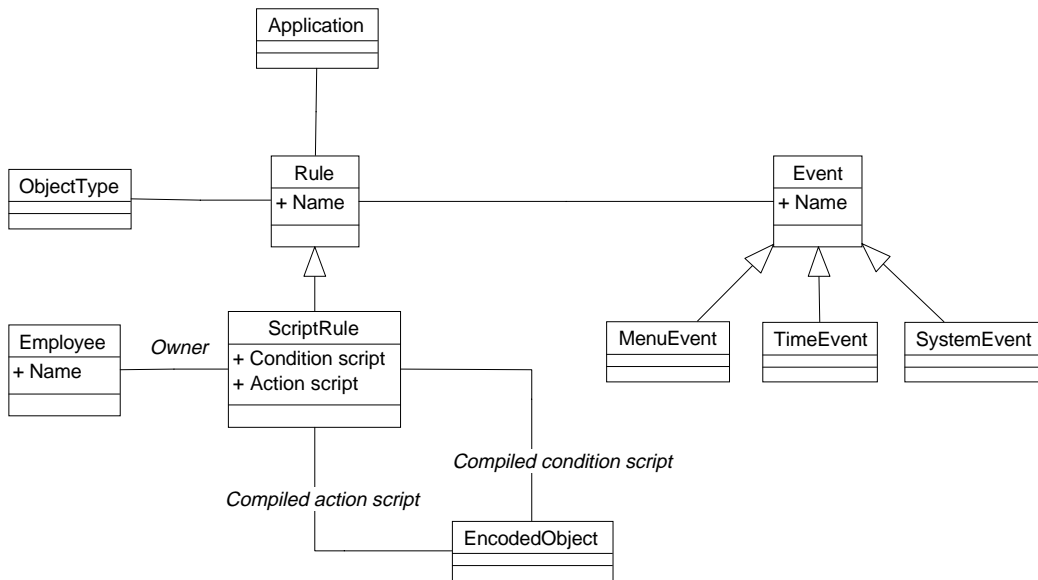 Application
Rule
+ Name
Event
+ Name
ObjectType
Employee
+ Name
Owner
ScriptRule
+ Condition script
+ Action script
MenuEvent
TimeEvent
SystemEvent
Compiled condition script
Compiled action script
EncodedObject